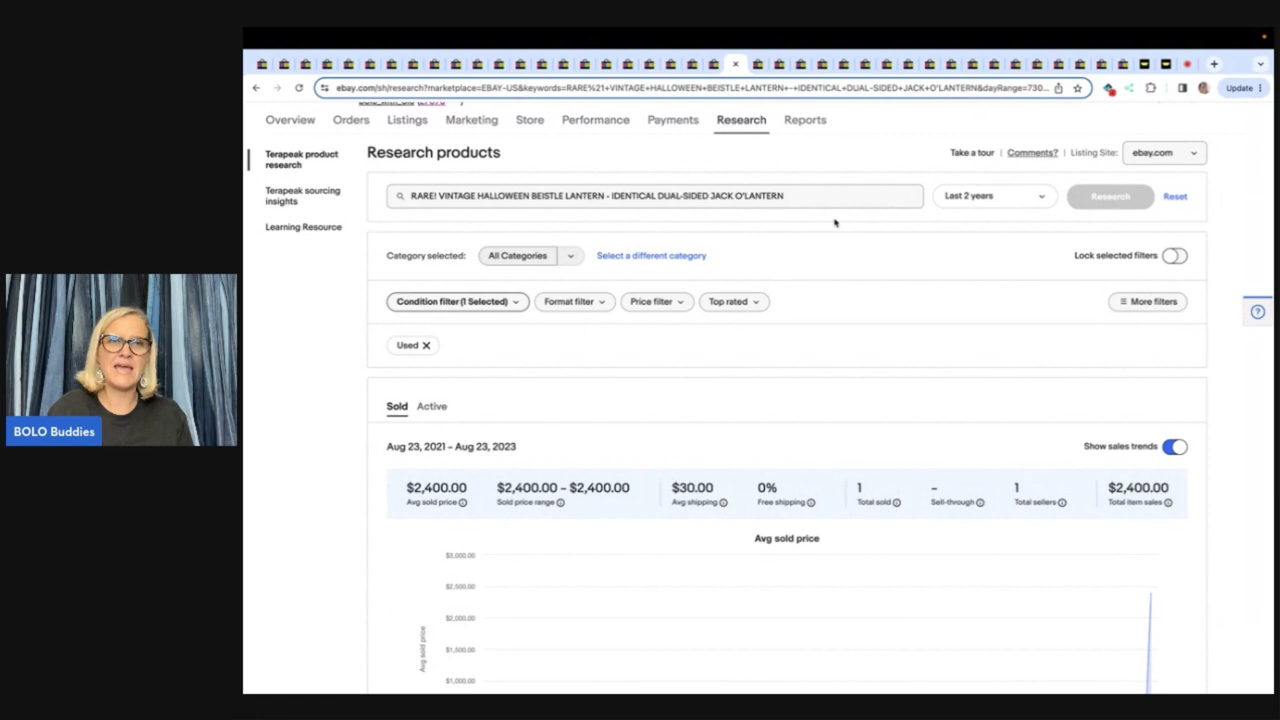 ebay.com/sh/research?marketplace=EBAY-US&keywords=RARE%21+VINTAGE+HALLOWEEN+BEISTLE+LANTERN+-+IDENTICAL+DUAL-SIDED+JACK+O'LANTERN&dayRange=730...
Update
Overview
Orders
Listings
Marketing
Store
Performance
Payments
Research
Reports
Terapeak product research
Terapeak sourcing insights
Learning Resource
Research products
Take a tour | Comments? | Listing Site: ebay.com
RARE! VINTAGE HALLOWEEN BEISTLE LANTERN - IDENTICAL DUAL-SIDED JACK O'LANTERN
Last 2 years
Research
Reset
Category selected: All Categories
Select a different category
Lock selected filters
Condition filter (1 Selected)
Format filter
Price filter
Top rated
More filters
Used
Sold
Active
Aug 23, 2021 – Aug 23, 2023
Show sales trends
$2,400.00
Avg sold price
$2,400.00 – $2,400.00
Sold price range
$30.00
Avg shipping
0%
Free shipping
1
Total sold
–
Sell-through
1
Total sellers
$2,400.00
Total item sales
Avg sold price
$3,000.00
$2,500.00
$2,000.00
$1,500.00
$1,000.00
Avg sold price
BOLO Buddies